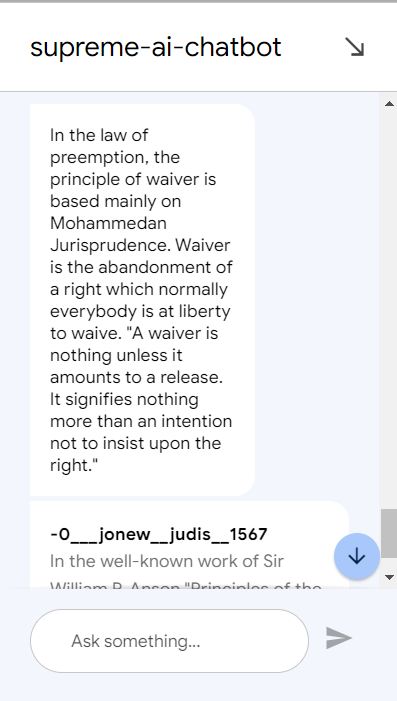 supreme-ai-chatbot
In the law of
preemption, the
principle of waiver is
based mainly on
Mohammedan
Jurisprudence. Waiver
is the abandonment of
a right which normally
everybody is at liberty
to waive. "A waiver is
nothing unless it
amounts to a release.
It signifies nothing
more than an intention
not to insist upon the
right."
-0___jonew__judis__1567
In the well-known work of Sir
William R. Anson "Principles of the
Ask something...